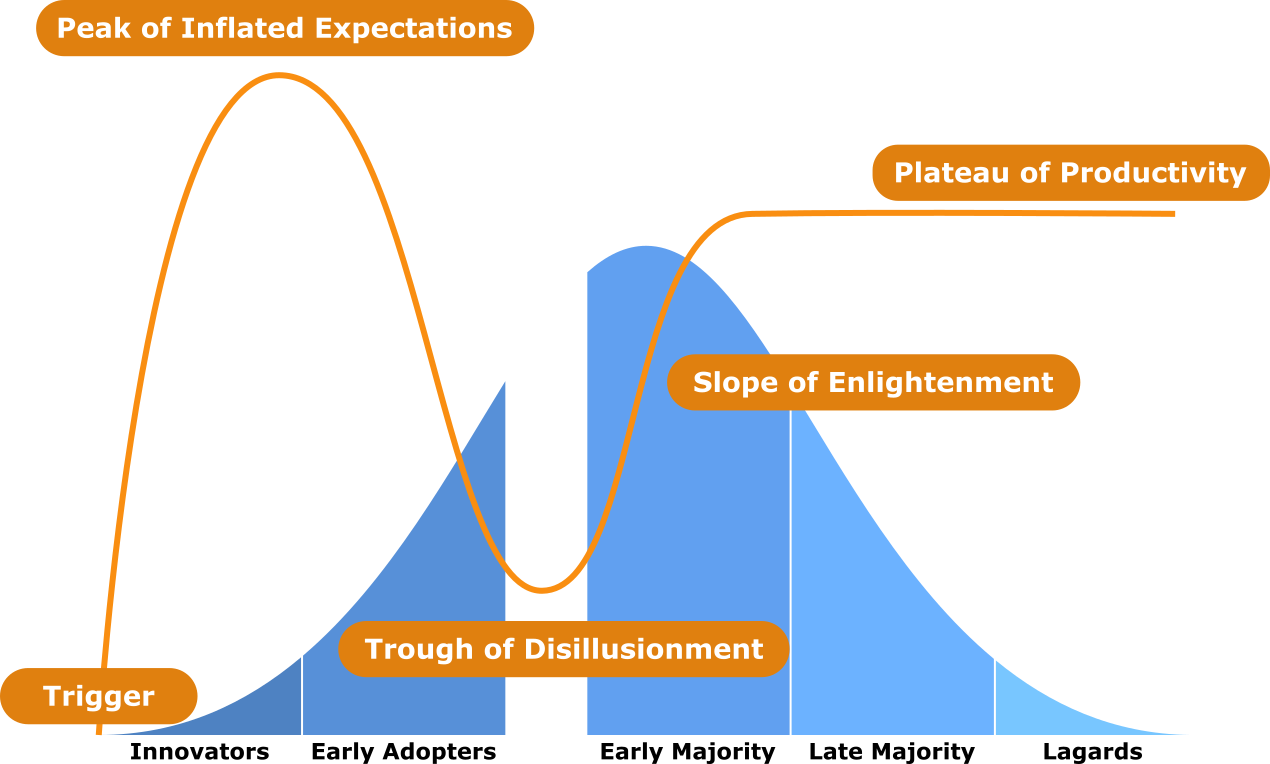 Peak of Inflated Expectations
Plateau of Productivity
Slope of Enlightenment
Trough of Disillusionment
Trigger
Innovators
Early Adopters
Early Majority
Late Majority
Lagards